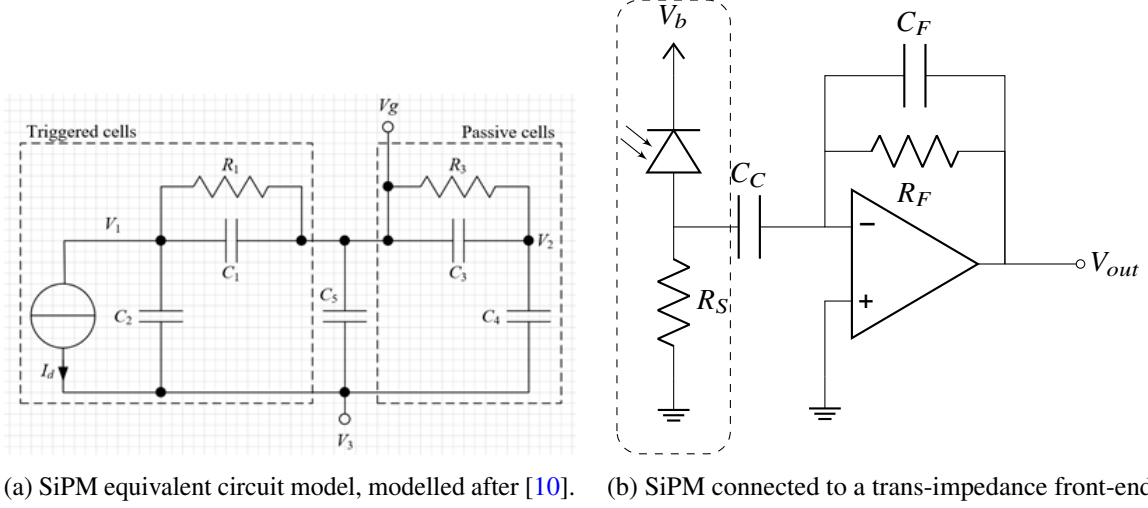 Triggered cells
Vg
Passive cells
R1
R3
V1
V2
C1
C3
C2
C5
C4
Id
V3
(a) SiPM equivalent circuit model, modelled after [10].
Vb
CF
RF
CC
RS
−
+
Vout
(b) SiPM connected to a trans-impedance front-end